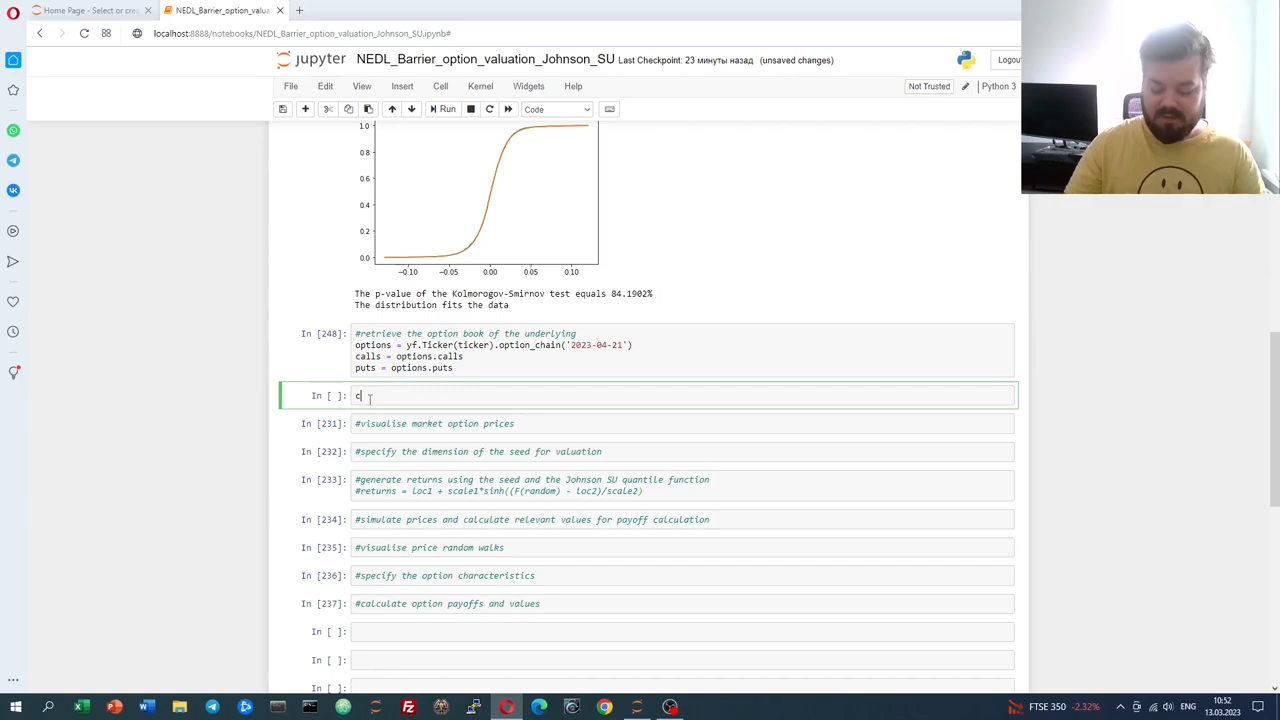 Home Page - Select or crea
NEDL_Barrier_option_valua
localhost:8888/notebooks/NEDL_Barrier_option_valuation_Johnson_SU.ipynb#
jupyter
NEDL_Barrier_option_valuation_Johnson_SU
Last Checkpoint: 23 минуты назад
(unsaved changes)
Logou
File
Edit
View
Insert
Cell
Kernel
Widgets
Help
Not Trusted
Python 3
Run
Code
1.0
0.8
0.6
0.4
0.2
0.0
−0.10
−0.05
0.00
0.05
0.10
The p-value of the Kolmorogov-Smirnov test equals 84.1902%
The distribution fits the data
In [248]:
#retrieve the option book of the underlying
options = yf.Ticker(ticker).option_chain('2023-04-21')
calls = options.calls
puts = options.puts
In [ ]:
c
In [231]:
#visualise market option prices
In [232]:
#specify the dimension of the seed for valuation
In [233]:
#generate returns using the seed and the Johnson SU quantile function
#returns = loc1 + scale1*sinh((F(random) - loc2)/scale2)
In [234]:
#simulate prices and calculate relevant values for payoff calculation
In [235]:
#visualise price random walks
In [236]:
#specify the option characteristics
In [237]:
#calculate option payoffs and values
In [ ]:
In [ ]:
In [ ]:
FTSE 350
-2.32%
ENG
10:52
13.03.2023